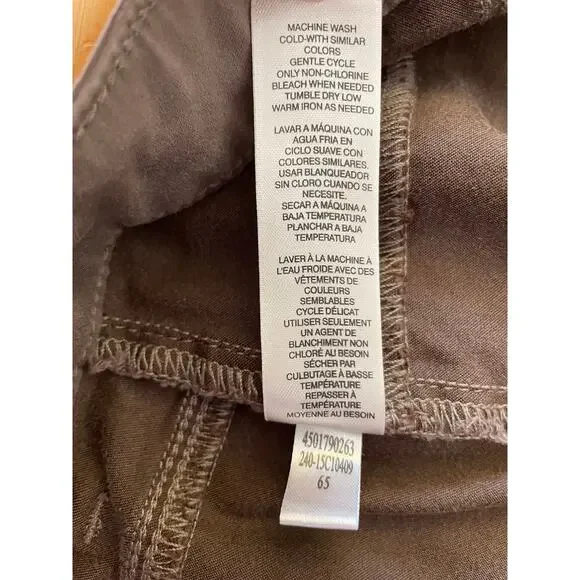 MACHINE WASH
COLD-WITH SIMILAR
COLORS
GENTLE CYCLE
ONLY NON-CHLORINE
BLEACH WHEN NEEDED
TUMBLE DRY LOW
WARM IRON AS NEEDED
LAVAR A MÁQUINA CON
AGUA FRIA EN
CICLO SUAVE CON
COLORES SIMILARES.
USAR BLANQUEADOR
SIN CLORO CUANDO SE
NECESITE.
SECAR A MÁQUINA A
BAJA TEMPERATURA
PLANCHAR A BAJA
TEMPERATURA
LAVER À LA MACHINE À
L'EAU FROIDE AVEC DES
VÊTEMENTS DE
COULEURS
SEMBLABLES
CYCLE DÉLICAT
UTILISER SEULEMENT
UN AGENT DE
BLANCHIMENT NON
CHLORÉ AU BESOIN
SÉCHER PAR
CULBUTAGE À BASSE
TEMPÉRATURE
REPASSER À
TEMPÉRATURE
MOYENNE AU BESOIN
4501790263
240-15C10409
65